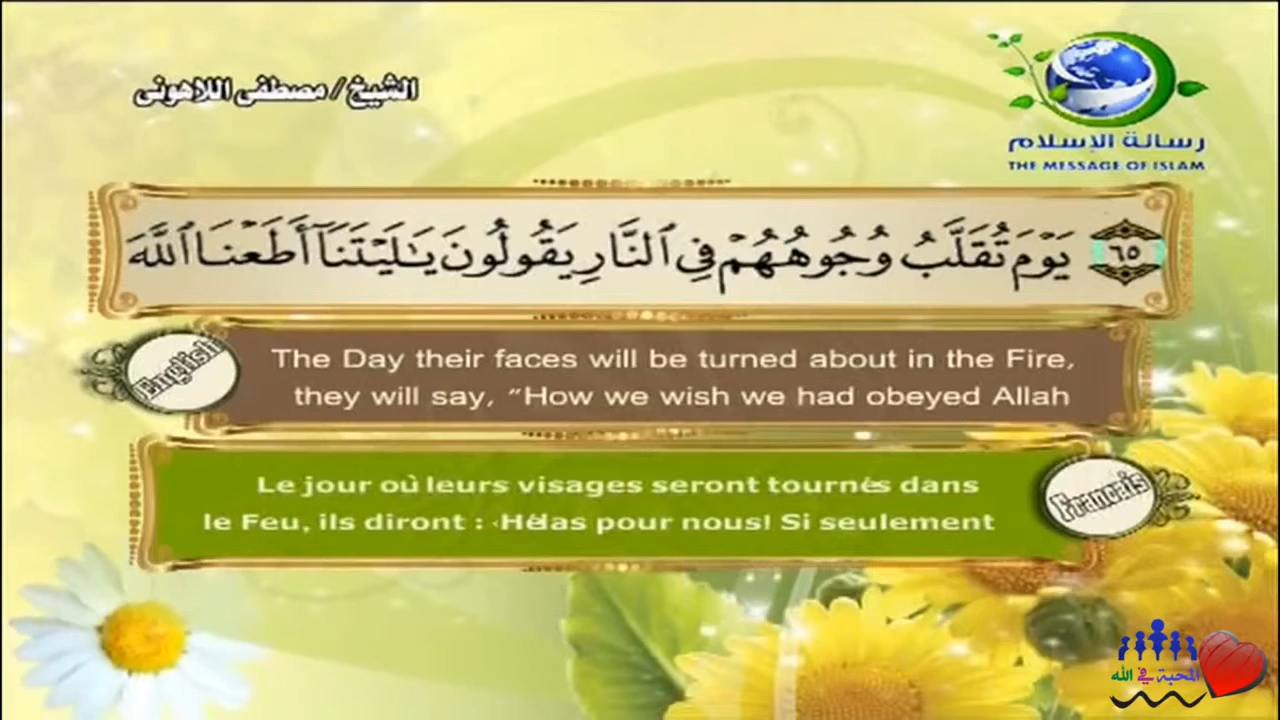 الشيخ / مصطفى اللاهونى
رسالة الإسلام
THE MESSAGE OF ISLAM
٦٥ يَوْمَ تُقَلَّبُ وُجُوهُهُمْ فِي ٱلنَّارِ يَقُولُونَ يَٰلَيْتَنَآ أَطَعْنَا ٱللَّهَ
English
The Day their faces will be turned about in the Fire,
they will say, “How we wish we had obeyed Allah
Le jour où leurs visages seront tournés dans
le Feu, ils diront : ‹Hélas pour nous! Si seulement
Français
المحبة في الله